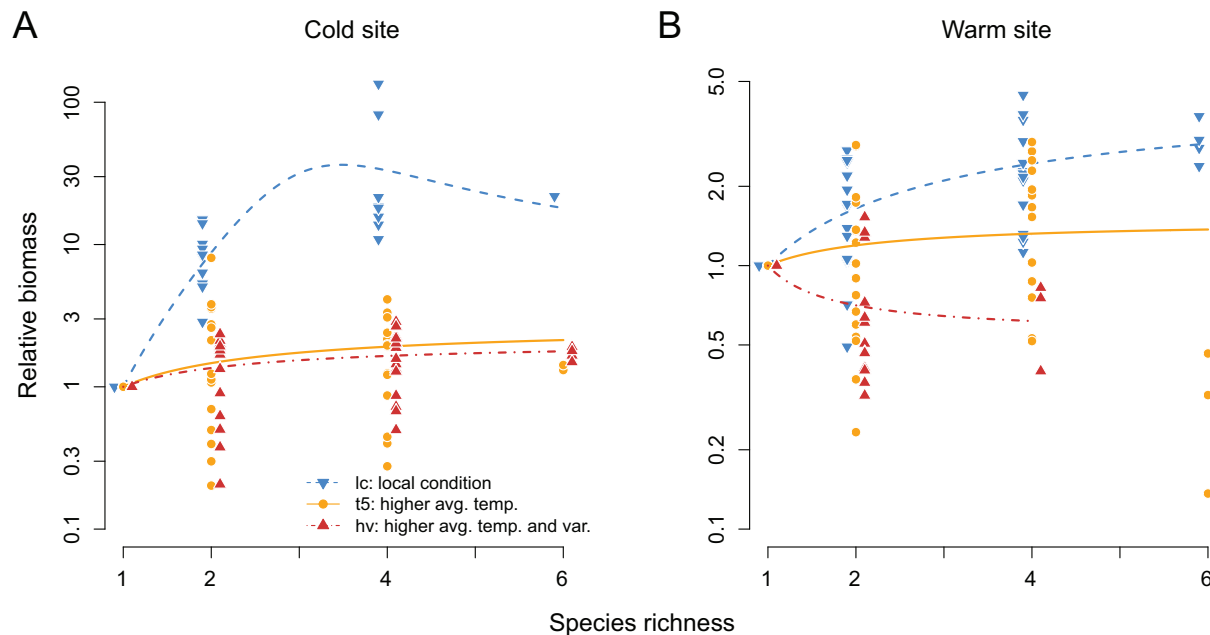 A
Cold site
B
Warm site
Relative biomass
100
30
10
3
1
0.3
0.1
5.0
2.0
1.0
0.5
0.2
0.1
lc: local condition
t5: higher avg. temp.
hv: higher avg. temp. and var.
1
2
4
6
1
2
4
6
Species richness